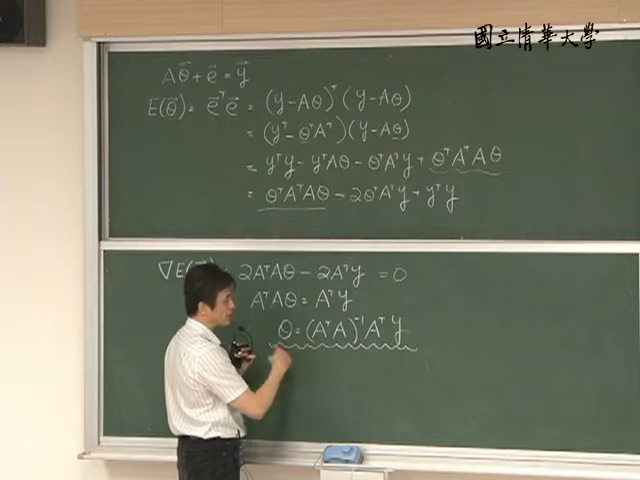 國立清華大學
Aθ⃗ + e⃗ = y⃗
E(θ⃗) = e⃗ᵀe⃗ = (y-Aθ)ᵀ(y-Aθ)
= (yᵀ-θᵀAᵀ)(y-Aθ)
= yᵀy - yᵀAθ - θᵀAᵀy + θᵀAᵀAθ
= θᵀAᵀAθ - 2θᵀAᵀy + yᵀy
∇E( 2AᵀAθ - 2Aᵀy = 0
AᵀAθ = Aᵀy
θ = (AᵀA)⁻¹Aᵀy